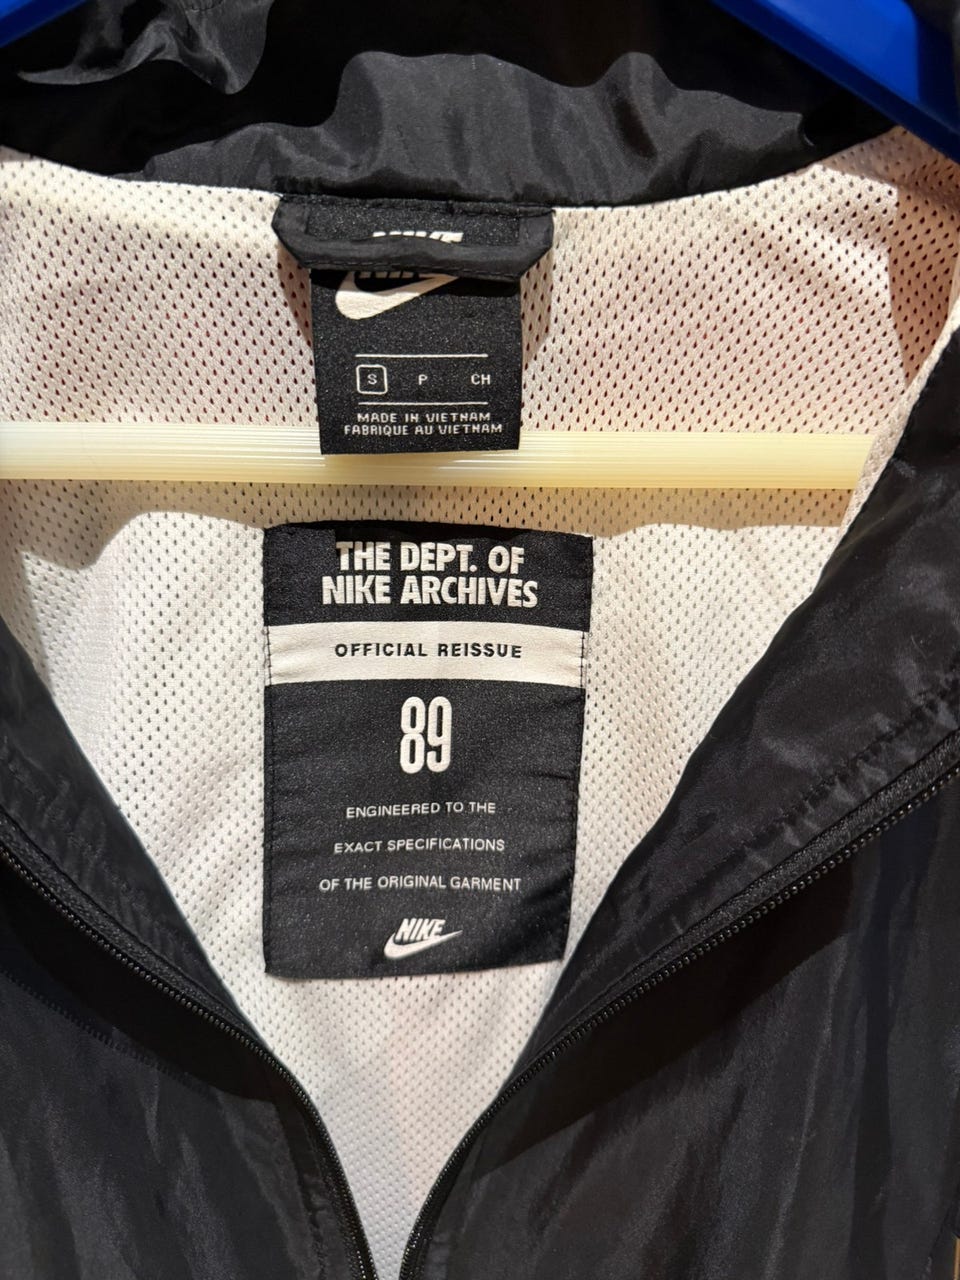 NIKE
S P CH
MADE IN VIETNAM
FABRIQUE AU VIETNAM
THE DEPT. OF
NIKE ARCHIVES
OFFICIAL REISSUE
89
ENGINEERED TO THE
EXACT SPECIFICATIONS
OF THE ORIGINAL GARMENT
NIKE